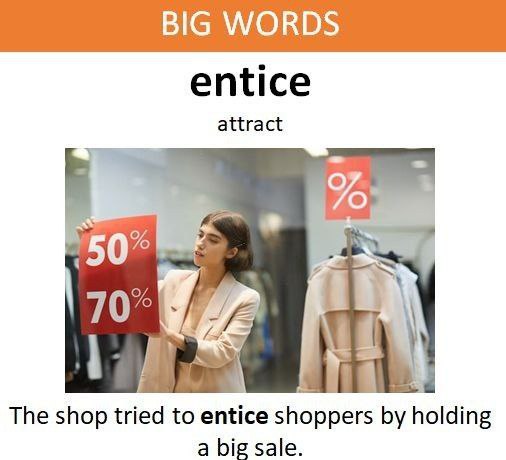 BIG WORDS
entice
attract
50%
70%
%
The shop tried to entice shoppers by holding
a big sale.